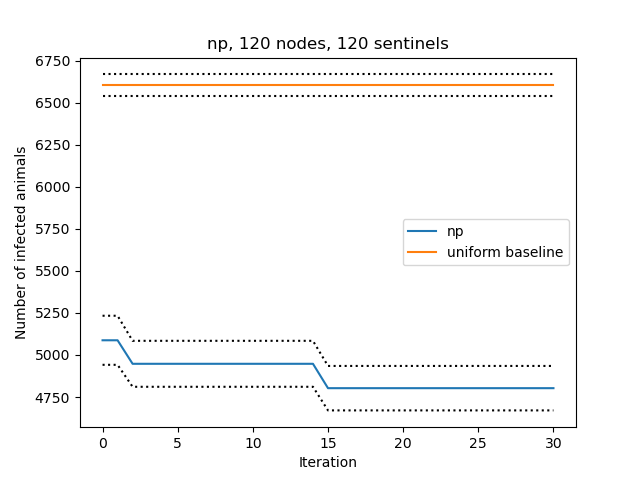 np, 120 nodes, 120 sentinels
Number of infected animals
6750
6500
6250
6000
5750
5500
5250
5000
4750
np
uniform baseline
0 5 10 15 20 25 30
Iteration